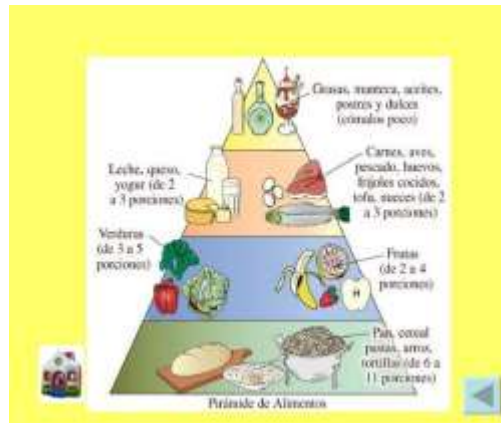 Grasas, manteca, aceites,
postres y dulces
(cómalos poco)
Leche, queso,
yogur (de 2
a 3 porciones)
Carnes, aves,
pescado, huevos,
frijoles cocidos,
tofu, nueces (de 2
a 3 porciones)
Verduras
(de 3 a 5
porciones)
Frutas
(de 2 a 4
porciones)
Pan, cereal
pastas, arros,
tortillas (de 6 a
11 porciones)
Pirámide de Alimentos